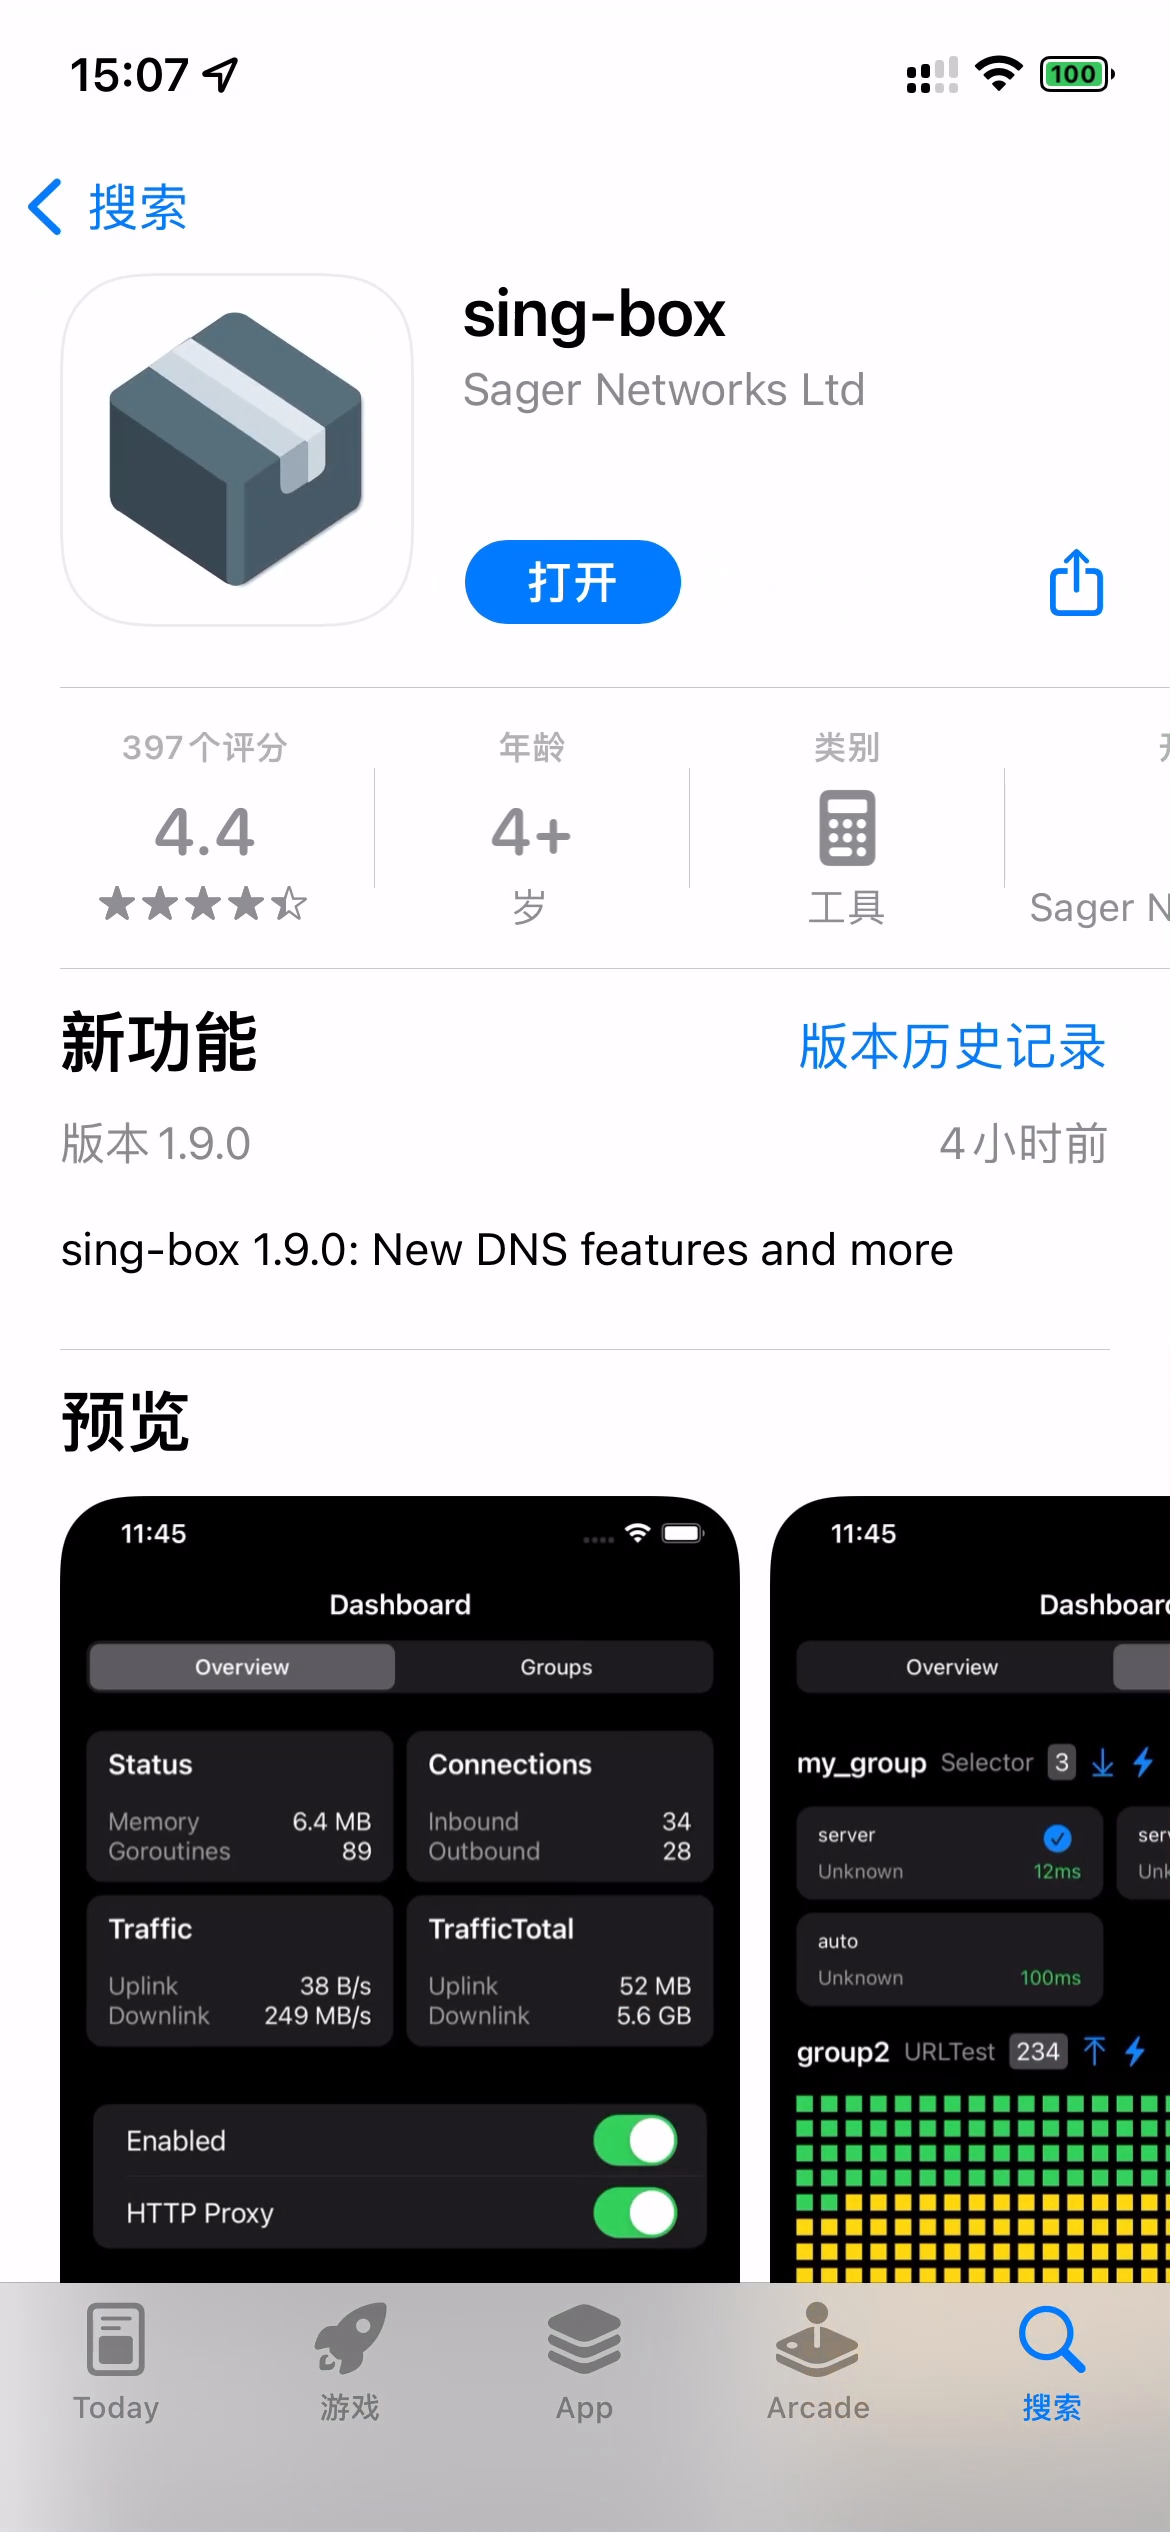 15:07
100
搜索
sing-box
Sager Networks Ltd
打开
397个评分
年龄
类别
4.4
4+
岁
工具
Sager N
新功能
版本历史记录
版本 1.9.0
4 小时前
sing-box 1.9.0: New DNS features and more
预览
11:45
Dashboard
Overview
Groups
Status
Memory 6.4 MB
Goroutines 89
Connections
Inbound 34
Outbound 28
Traffic
Uplink 38 B/s
Downlink 249 MB/s
TrafficTotal
Uplink 52 MB
Downlink 5.6 GB
Enabled
HTTP Proxy
11:45
Dashboard
Overview
my_group Selector 3
server
Unknown 12ms
ser
Unk
auto
Unknown 100ms
group2 URLTest 234
Today
游戏
App
Arcade
搜索